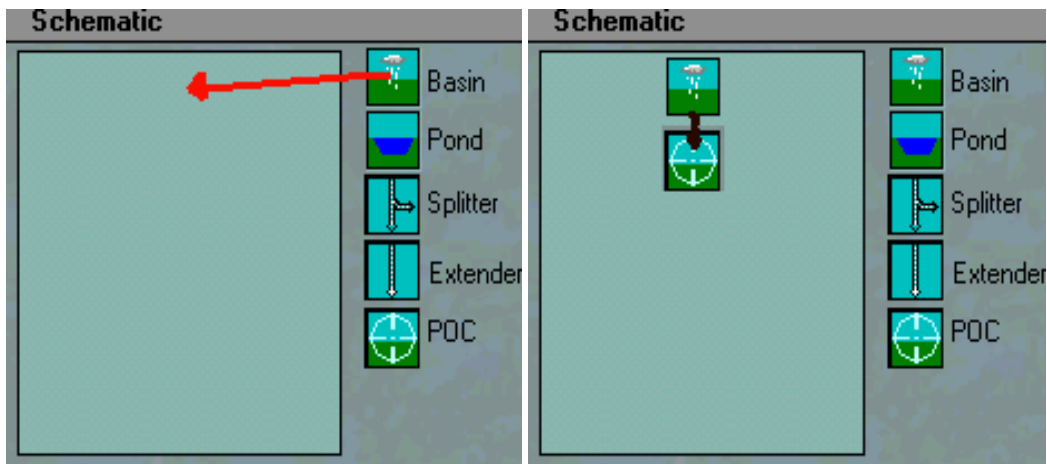 Schematic
Basin
Pond
Splitter
Extender
POC
Schematic
Basin
Pond
Splitter
Extender
POC